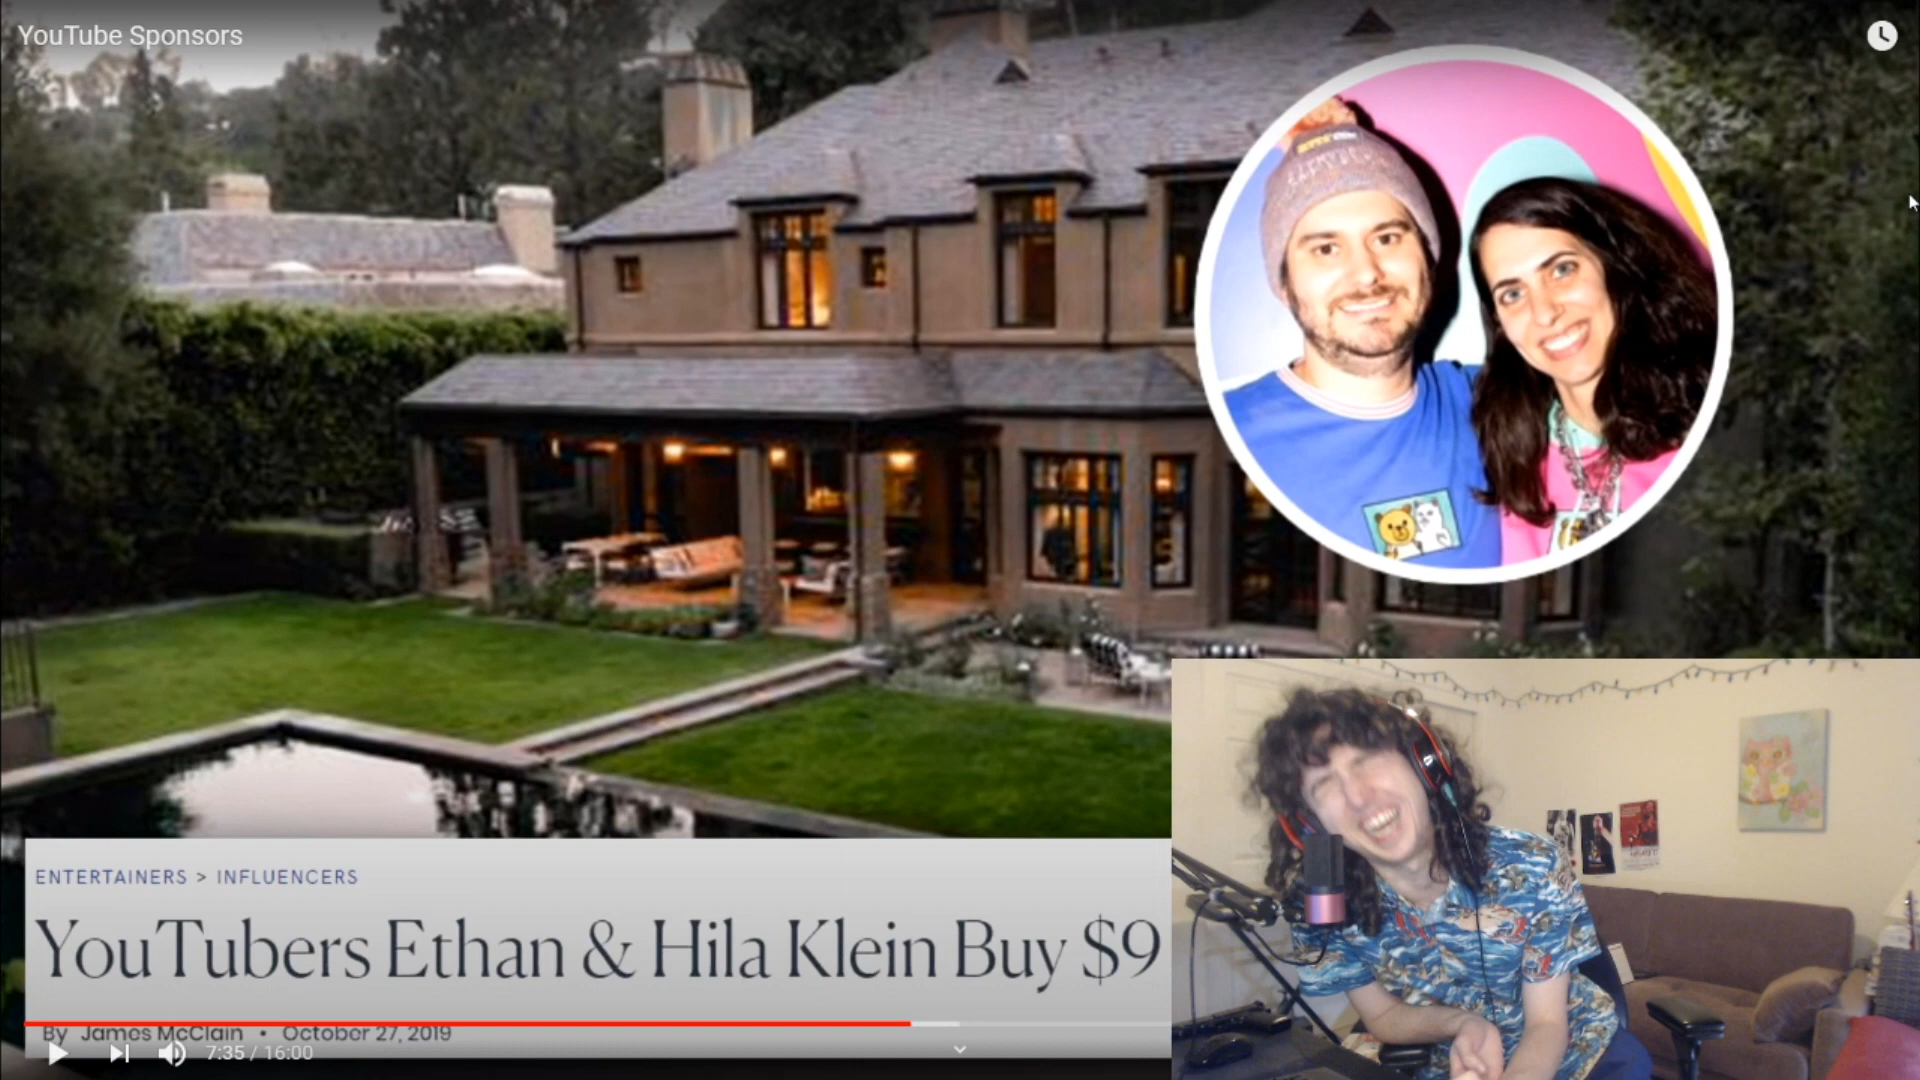 YouTube Sponsors
ENTERTAINERS > INFLUENCERS
YouTubers Ethan & Hila Klein Buy $9
By James McClain • October 27, 2019
7:35 / 16:00